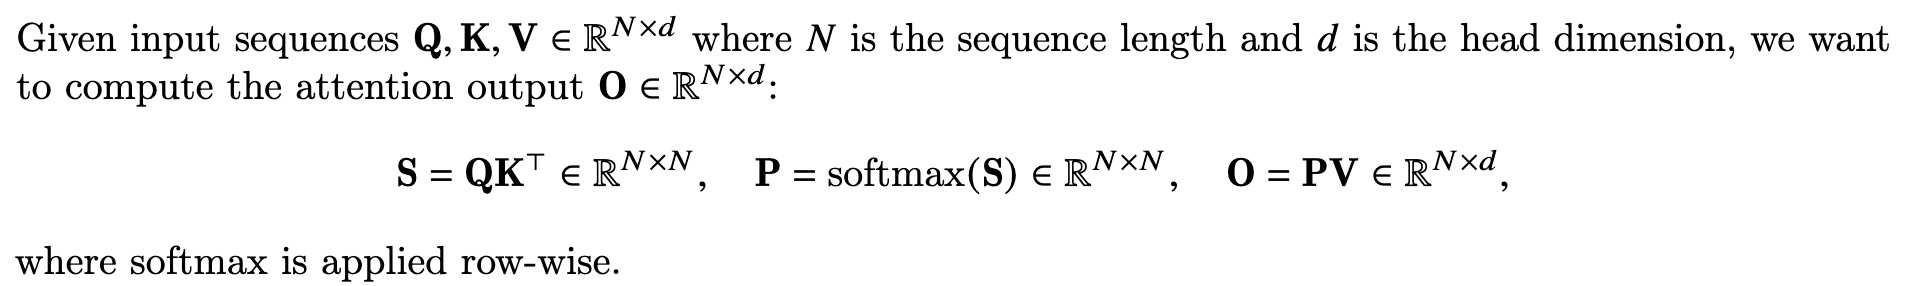 Given input sequences Q, K, V ∈ ℝ^{N×d} where N is the sequence length and d is the head dimension, we want
to compute the attention output O ∈ ℝ^{N×d}:
S = QK^⊤ ∈ ℝ^{N×N}, P = softmax(S) ∈ ℝ^{N×N}, O = PV ∈ ℝ^{N×d},
where softmax is applied row-wise.